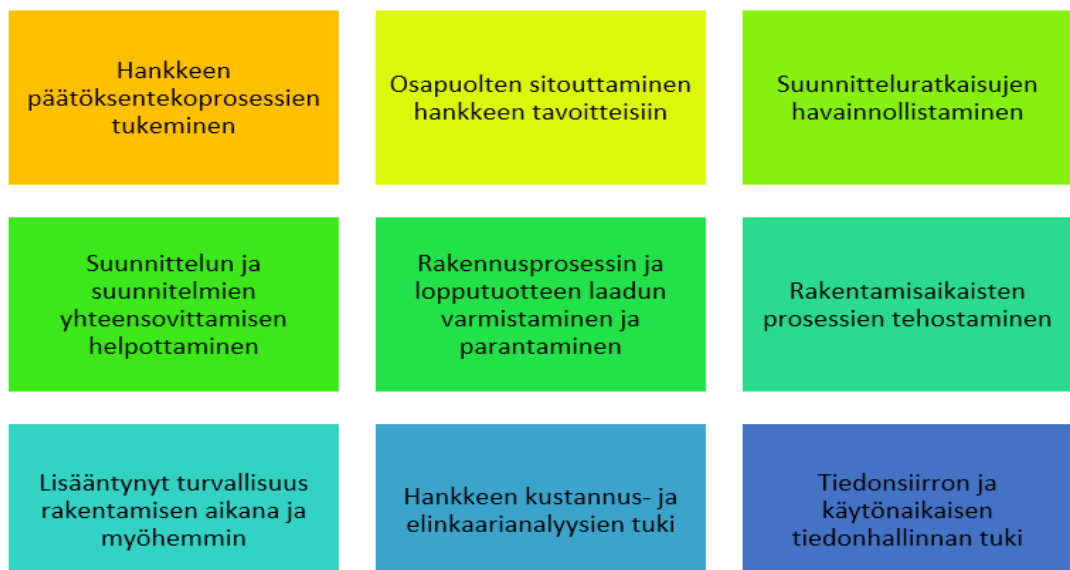 Hankkeen
päätöksentekoprosessien
tukeminen
Osapuolten sitouttaminen
hankkeen tavoitteisiin
Suunnitteluratkaisujen
havainnollistaminen
Suunnittelun ja
suunnitelmien
yhteensovittamisen
helpottaminen
Rakennusprosessin ja
lopputuotteen laadun
varmistaminen ja
parantaminen
Rakentamisaikaisten
prosessien tehostaminen
Lisääntynyt turvallisuus
rakentamisen aikana ja
myöhemmin
Hankkeen kustannus- ja
elinkaarianalyysien tuki
Tiedonsiirron ja
käytönaikaisen
tiedonhallinnan tuki